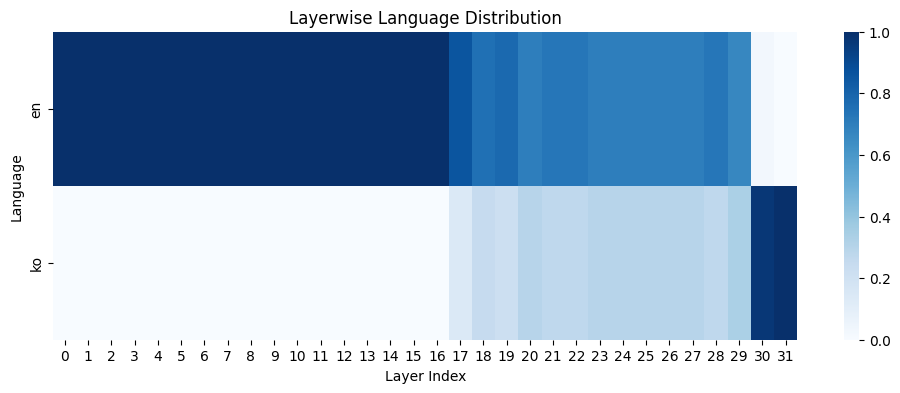 Layerwise Language Distribution
Language
en
ko
0 1 2 3 4 5 6 7 8 9 10 11 12 13 14 15 16 17 18 19 20 21 22 23 24 25 26 27 28 29 30 31
Layer Index
1.0
0.8
0.6
0.4
0.2
0.0